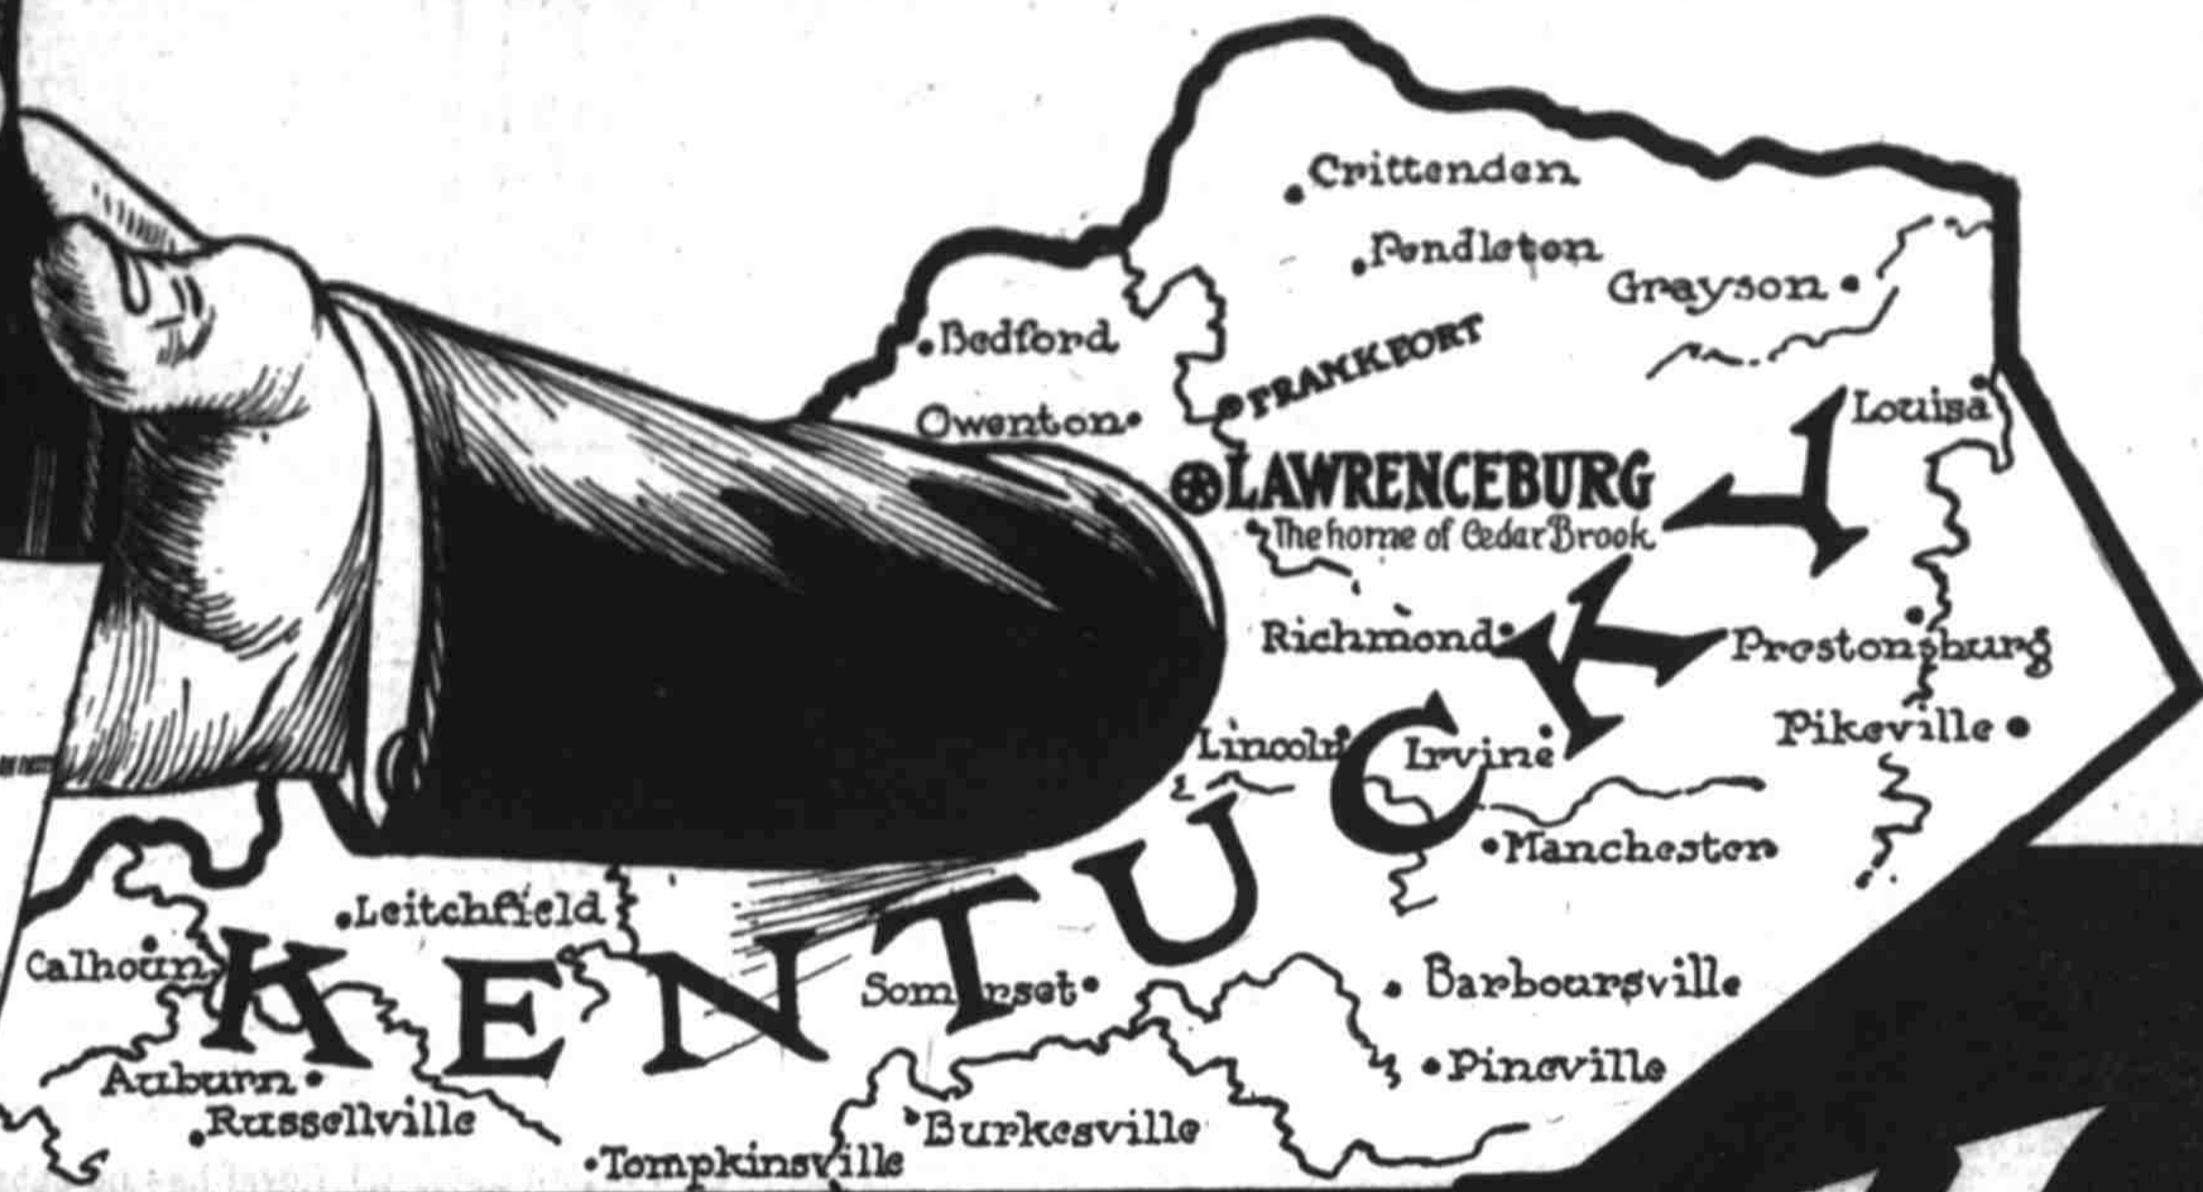 Crittenden
Pendleton
Grayson
Bedford
FRANKFORT
Louisa
Owenton
LAWRENCEBURG
The home of Cedar Brook
Richmond
Prestonsburg
Lincoln
Irvine
Pikeville
Manchester
KENTUCKY
Leitchfield
Calhoun
Somerset
Barboursville
Auburn
Pineville
Russellville
Burkesville
Tompkinsville